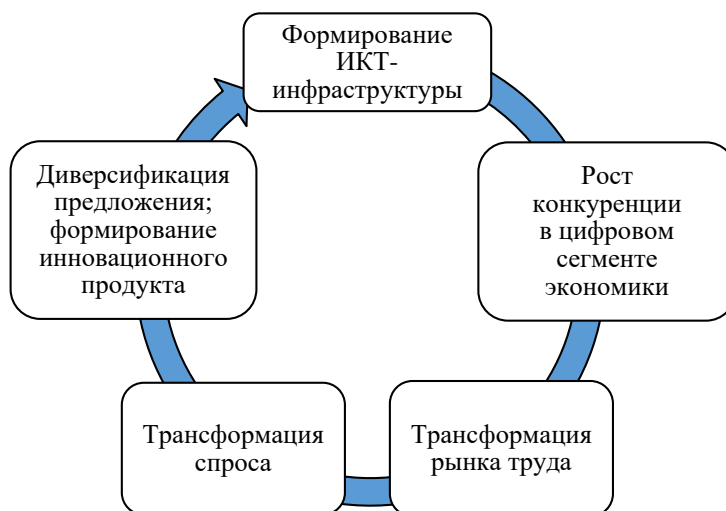 Формирование
ИКТ-
инфраструктуры
Рост
конкуренции
в цифровом
сегменте
экономики
Трансформация
рынка труда
Трансформация
спроса
Диверсификация
предложения;
формирование
инновационного
продукта